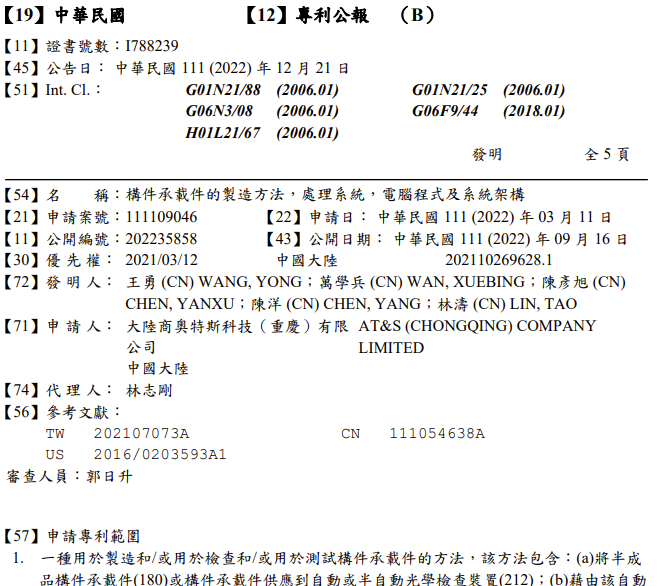 【19】中華民國 【12】專利公報 (B)
【11】證書號數：I788239
【45】公告日： 中華民國 111 (2022) 年 12 月 21 日
【51】Int. Cl.： G01N21/88 (2006.01) G01N21/25 (2006.01)
G06N3/08 (2006.01) G06F9/44 (2018.01)
H01L21/67 (2006.01)
發明 全 5 頁
【54】名 稱：構件承載件的製造方法，處理系統，電腦程式及系統架構
【21】申請案號：111109046 【22】申請日： 中華民國 111 (2022) 年 03 月 11 日
【11】公開編號：202235858 【43】公開日期： 中華民國 111 (2022) 年 09 月 16 日
【30】優 先 權： 2021/03/12 中國大陸 202110269628.1
【72】發 明 人： 王勇 (CN) WANG, YONG；萬學兵 (CN) WAN, XUEBING；陳彥旭 (CN)
CHEN, YANXU；陳洋 (CN) CHEN, YANG；林濤 (CN) LIN, TAO
【71】申 請 人： 大陸商奧特斯科技（重慶）有限 AT&S (CHONGQING) COMPANY
公司 LIMITED
中國大陸
【74】代 理 人： 林志剛
【56】參考文獻：
TW 202107073A CN 111054638A
US 2016/0203593A1
審查人員：郭日升
【57】申請專利範圍
1. 一種用於製造和/或用於檢查和/或用於測試構件承載件的方法，該方法包含：(a)將半成
品構件承載件(180)或構件承載件供應到自動或半自動光學檢查裝置(212)；(b)藉由該自動